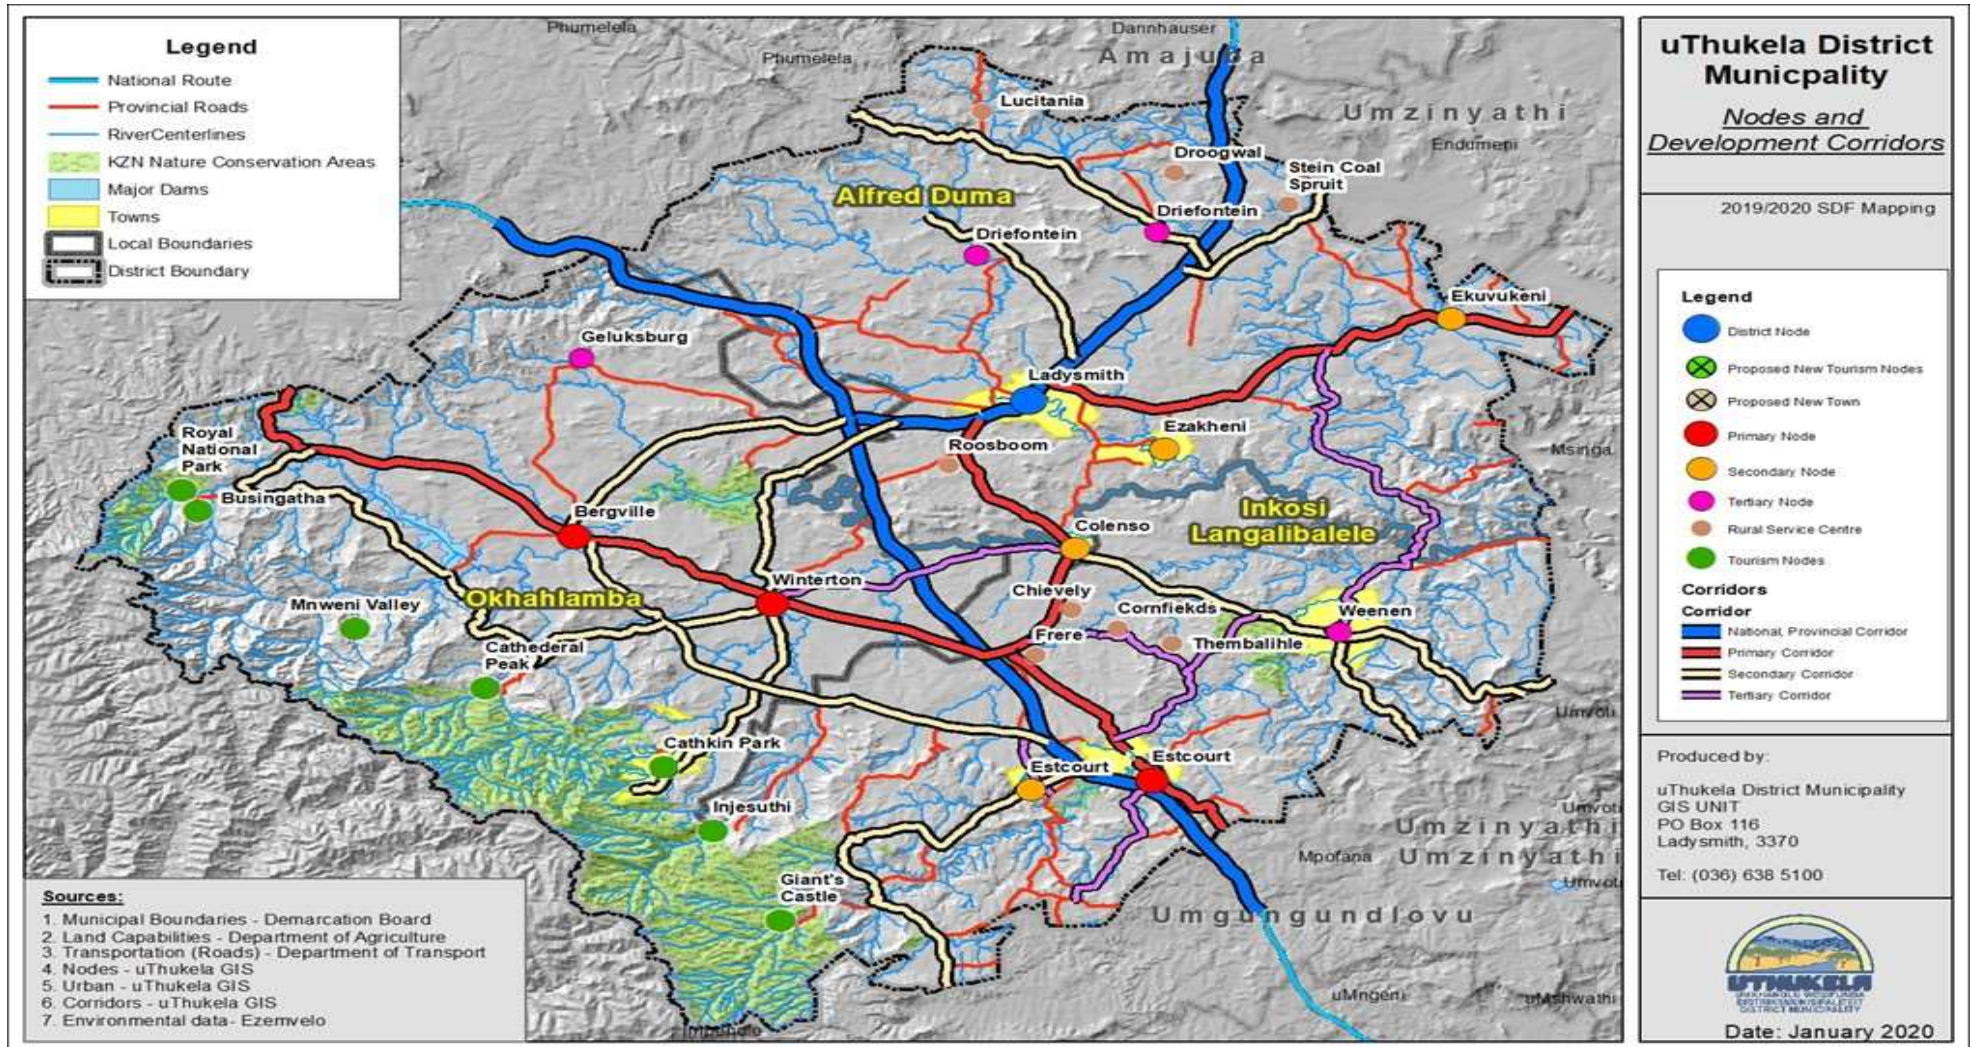 Legend
National Route
Provincial Roads
RiverCenterlines
KZN Nature Conservation Areas
Major Dams
Towns
Local Boundaries
District Boundary
Phumelela
Phumelela
Dannhauser
Amajuba
Umzinyathi
Endumeni
Lucitania
Droogwal
Stein Coal
Spruit
Alfred Duma
Driefontein
Driefontein
Ekuvukeni
Geluksburg
Ladysmith
Royal
National
Park
Roosboom
Ezakheni
Msinga
Busingatha
Bergville
Colenso
Inkosi
Langalibalele
Winterton
Chievely
Okhahlamba
Mnweni Valley
Cornfiekds
Weenen
Frere
Thembalihle
Cathederal
Peak
Umvoti
Cathkin Park
Estcourt
Estcourt
Injesuthi
Umvoti
Umzinyathi
Mpofana
Umzinyathi
Umvoti
Giant's
Castle
Umgungundlovu
uMngeni
uMshwathi
Sources:
1. Municipal Boundaries - Demarcation Board
2. Land Capabilities - Department of Agriculture
3. Transportation (Roads) - Department of Transport
4. Nodes - uThukela GIS
5. Urban - uThukela GIS
6. Corridors - uThukela GIS
7. Environmental data- Ezemvelo
uThukela District
Municpality
Nodes and
Development Corridors
2019/2020 SDF Mapping
Legend
District Node
Proposed New Tourism Nodes
Proposed New Town
Primary Node
Secondary Node
Tertiary Node
Rural Service Centre
Tourism Nodes
Corridors
Corridor
National, Provincial Corridor
Primary Corridor
Secondary Corridor
Tertiary Corridor
Produced by:
uThukela District Municipality
GIS UNIT
PO Box 116
Ladysmith, 3370
Tel: (036) 638 5100
UTHUKELA
DISTRICT MUNICIPALITY
Date: January 2020